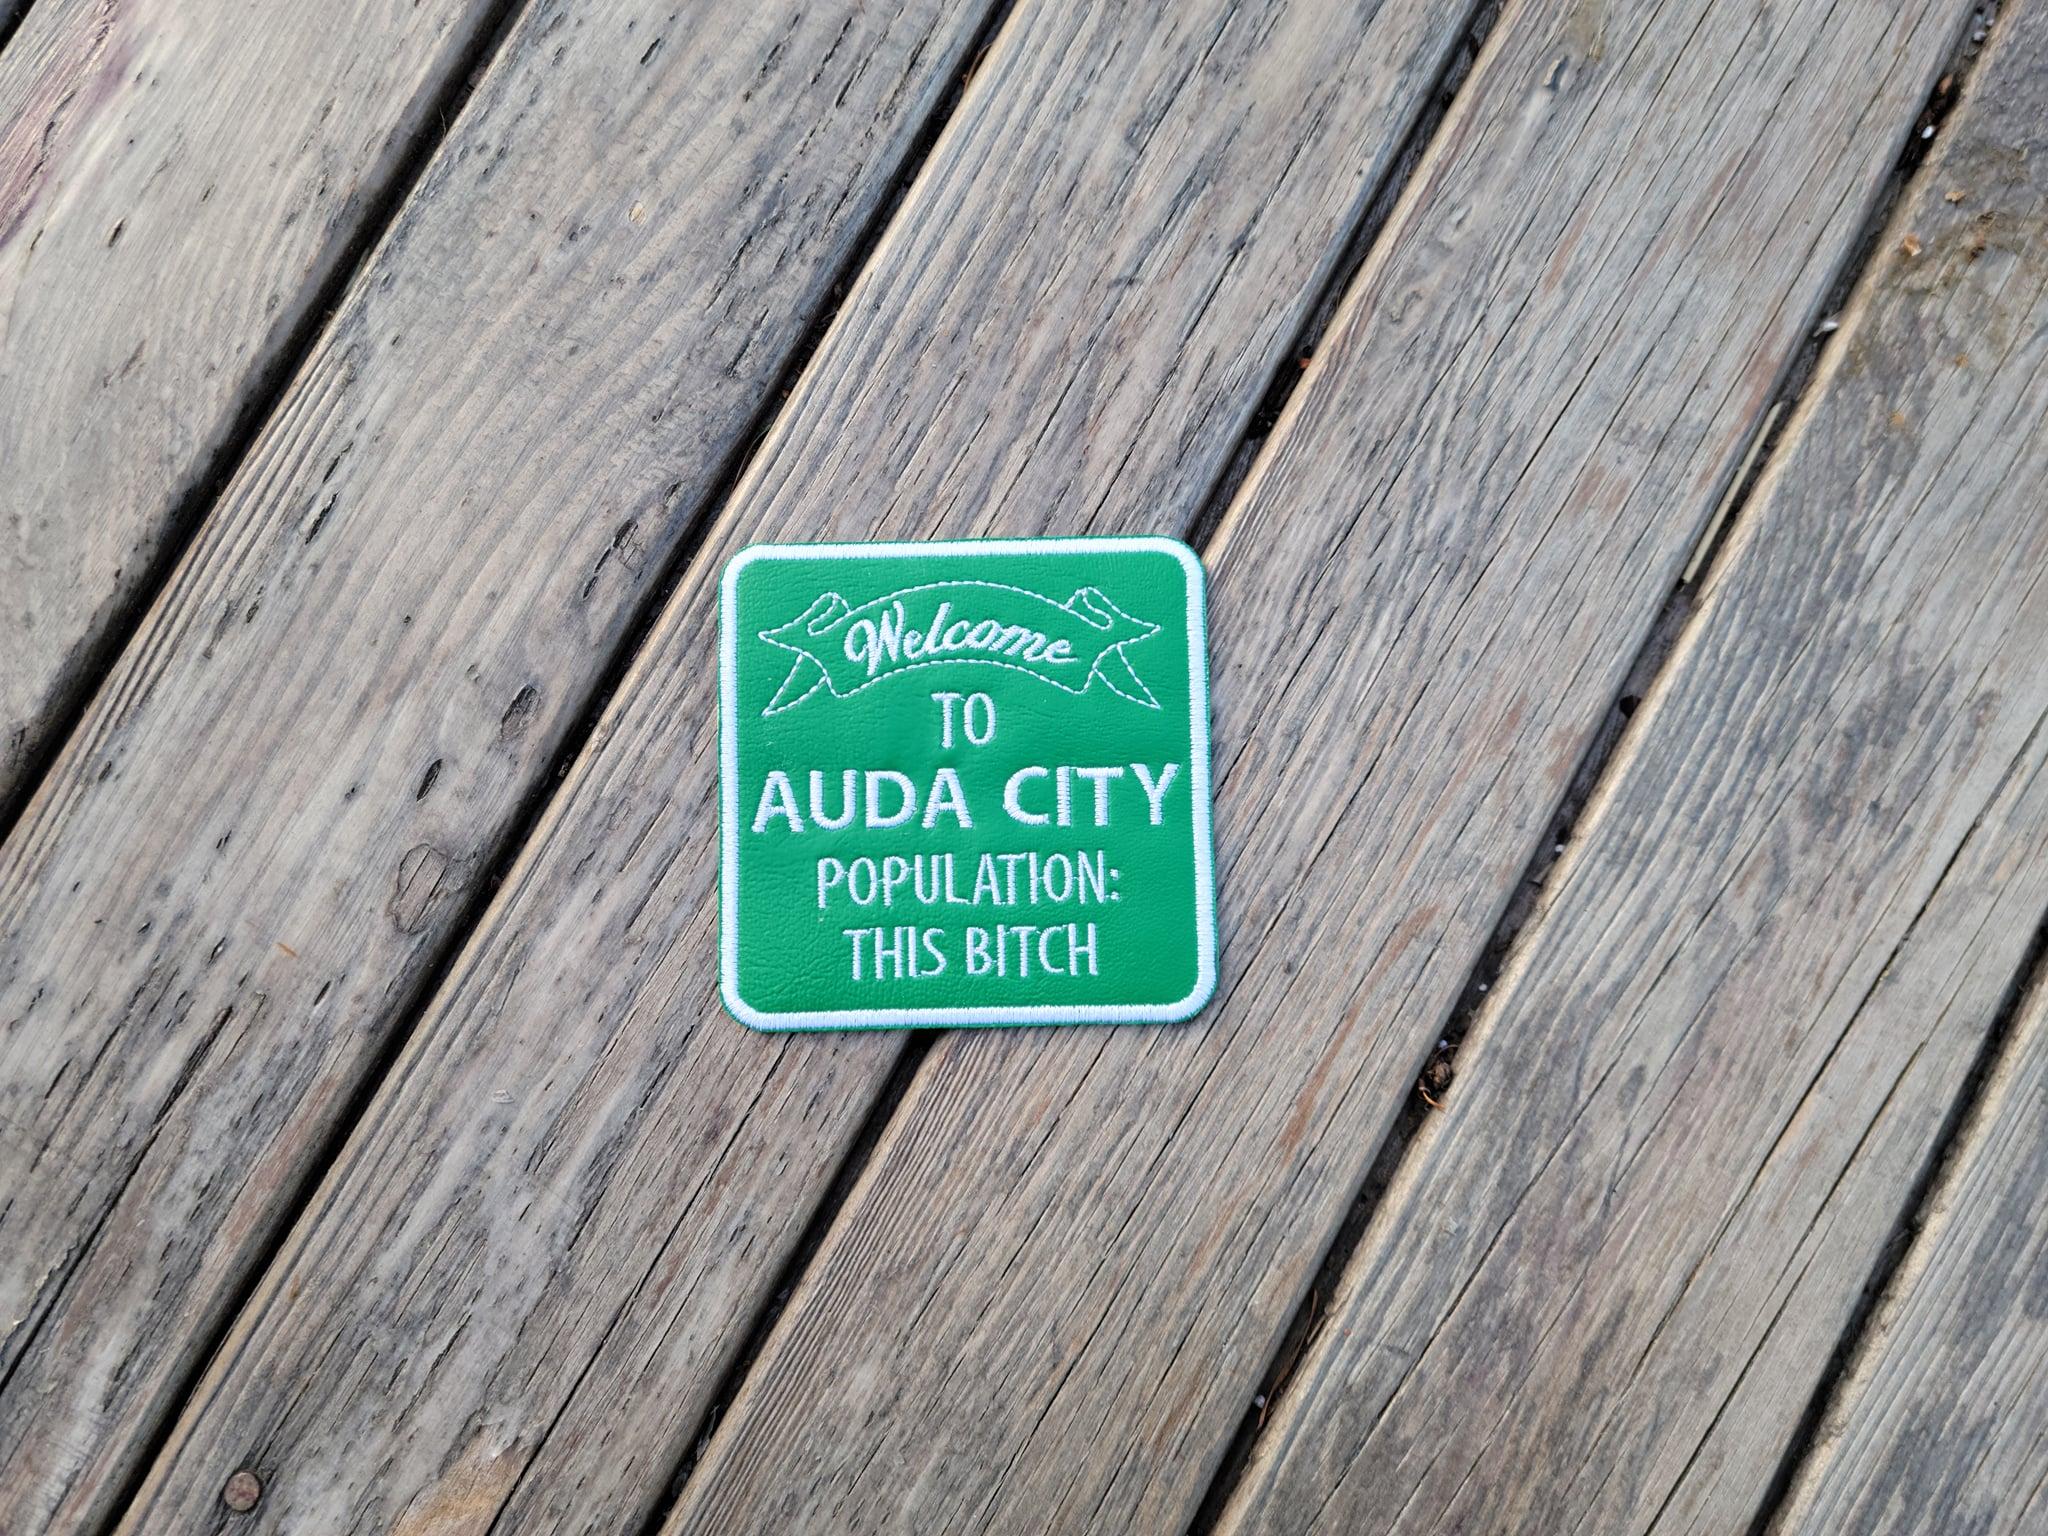 Welcome
TO
AUDA CITY
POPULATION:
THIS BITCH